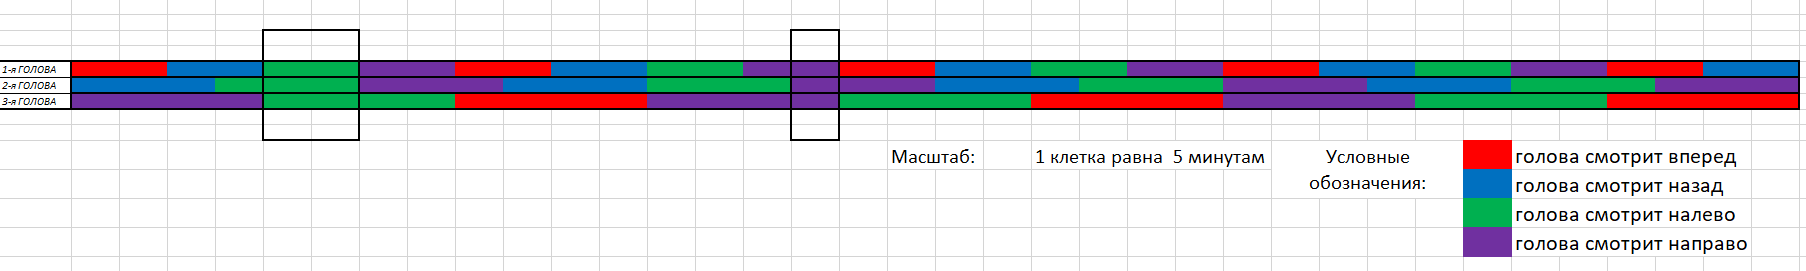 1-я ГОЛОВА
2-я ГОЛОВА
3-я ГОЛОВА
Масштаб: 1 клетка равна 5 минутам
Условные
обозначения:
голова смотрит вперед
голова смотрит назад
голова смотрит налево
голова смотрит направо